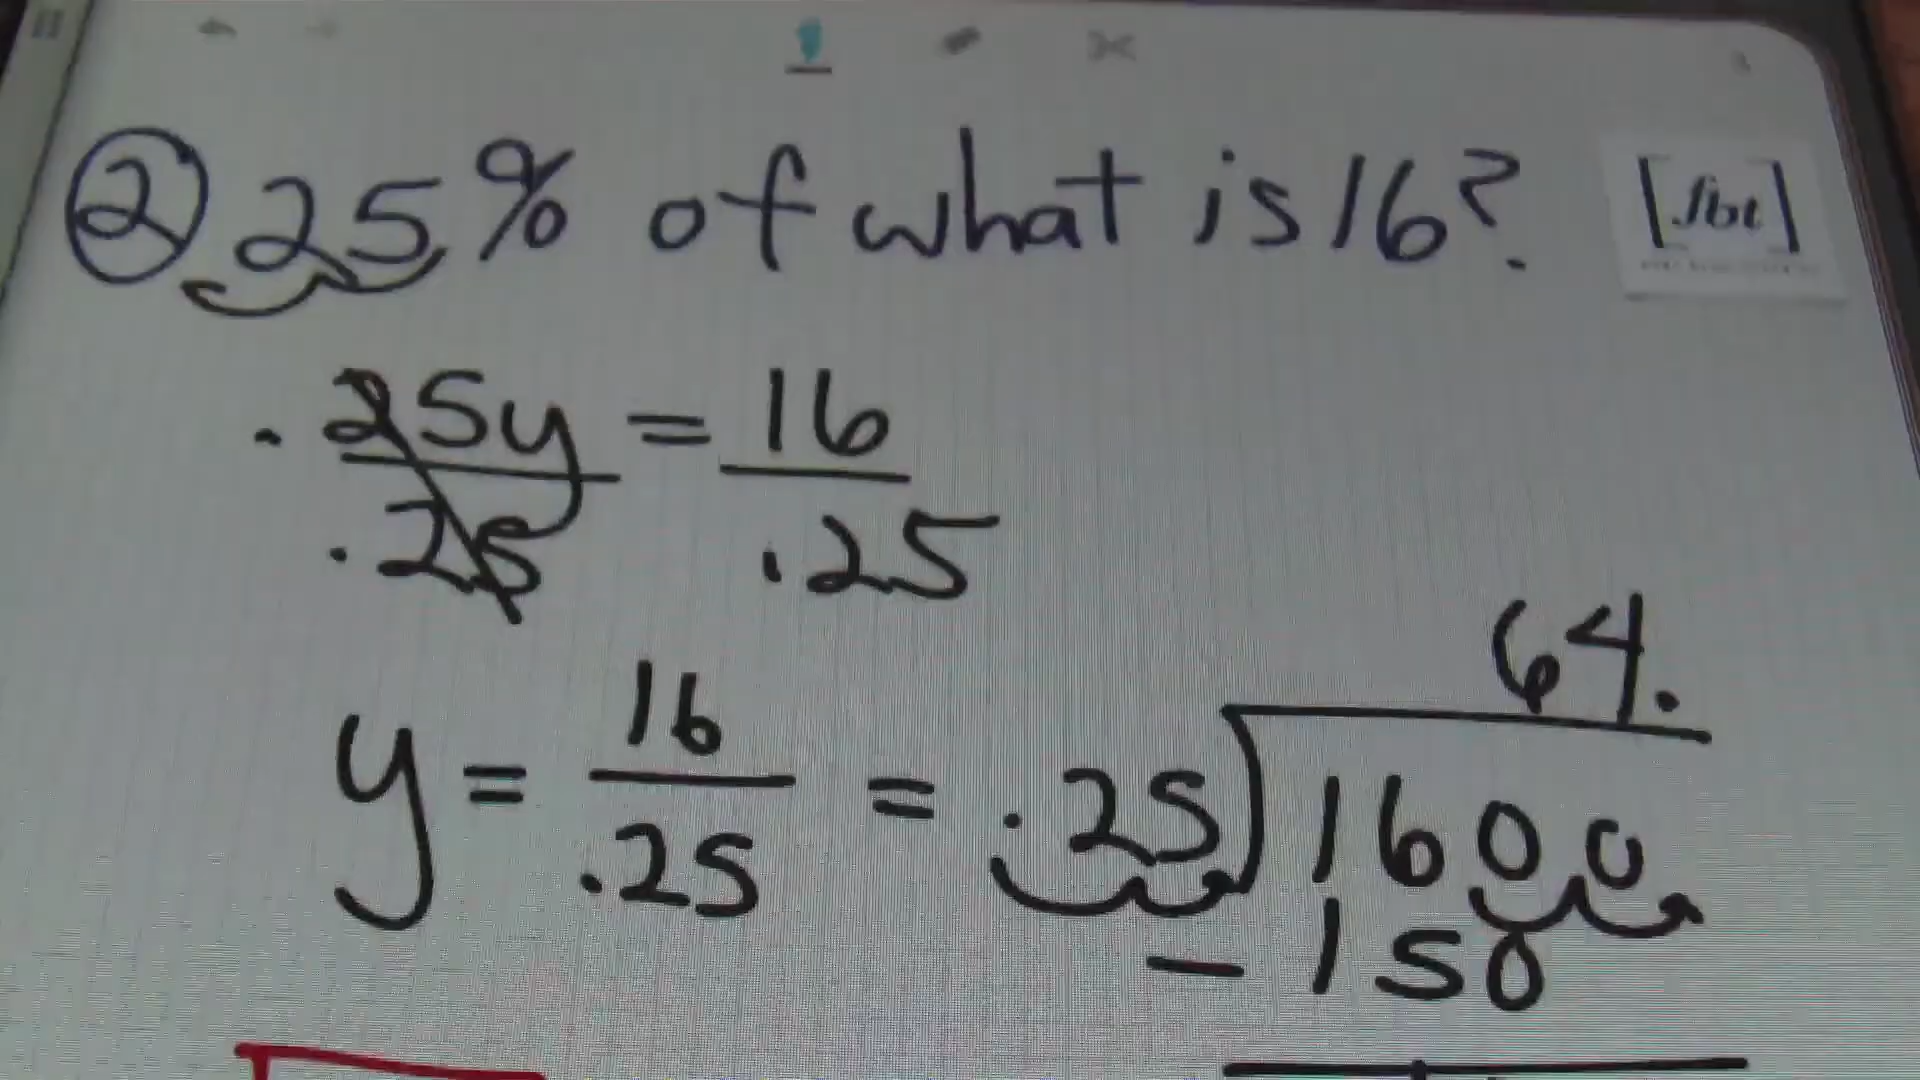 ② 25% of what is 16?
.25y = 16
.25 .25
64.
y = 16/.25 = .25)1600
- 150